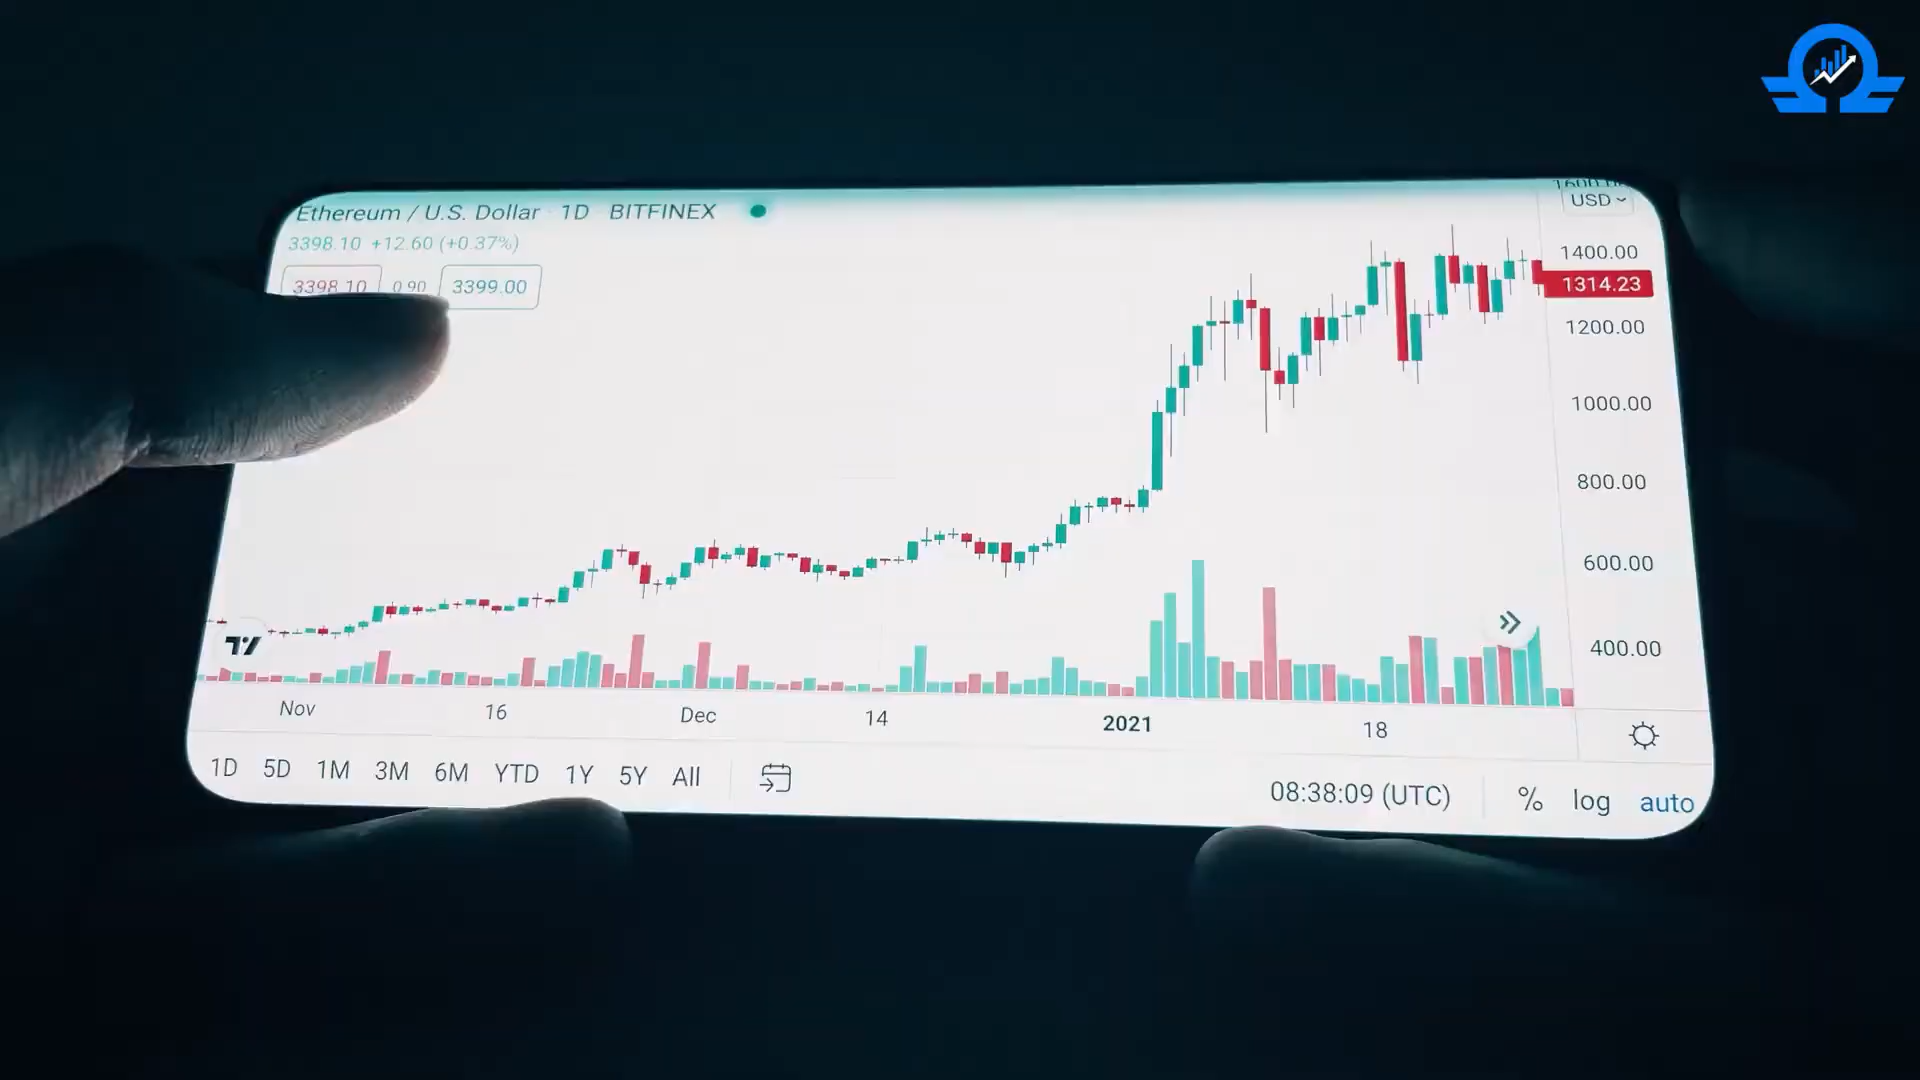 Ethereum / U.S. Dollar · 1D BITFINEX
3398.10 +12.60 (+0.37%)
3398.10 0.90 3399.00
USD
1400.00
1314.23
1200.00
1000.00
800.00
600.00
400.00
Nov 16 Dec 14 2021 18
1D 5D 1M 3M 6M YTD 1Y 5Y All
08:38:09 (UTC) % log auto